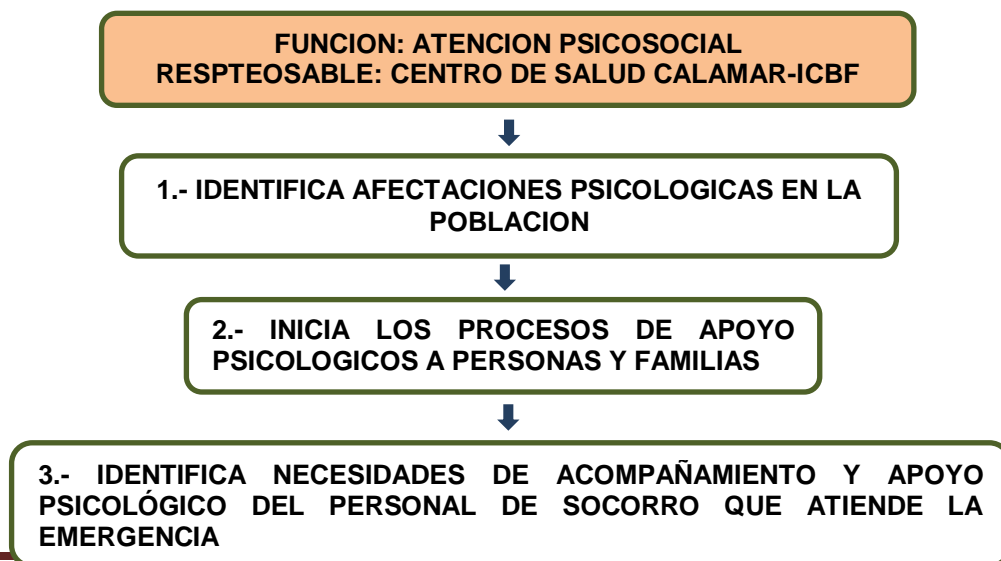 FUNCION: ATENCION PSICOSOCIAL
RESPTEOSABLE: CENTRO DE SALUD CALAMAR-ICBF
1.- IDENTIFICA AFECTACIONES PSICOLOGICAS EN LA
POBLACION
2.- INICIA LOS PROCESOS DE APOYO
PSICOLOGICOS A PERSONAS Y FAMILIAS
3.- IDENTIFICA NECESIDADES DE ACOMPAÑAMIENTO Y APOYO
PSICOLÓGICO DEL PERSONAL DE SOCORRO QUE ATIENDE LA
EMERGENCIA